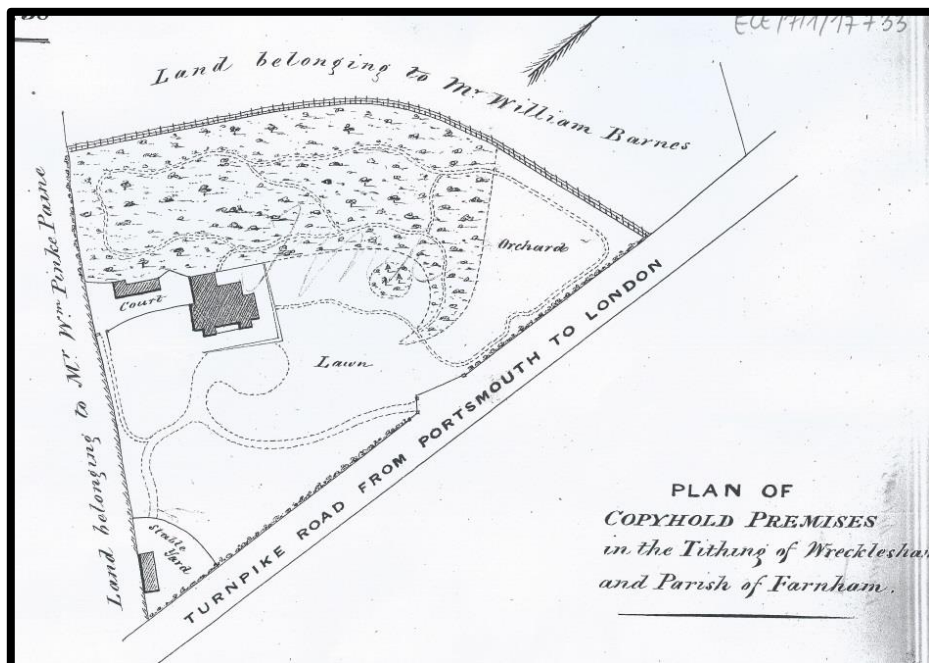 Land belonging to Mr William Barnes
Land belonging to Mr Wm Pinke Paine
Orchard
Court
Lawn
Stable
Yard
TURNPIKE ROAD FROM PORTSMOUTH TO LONDON
PLAN OF
COPYHOLD PREMISES
in the Tithing of Wrecklesham
and Parish of Farnham.